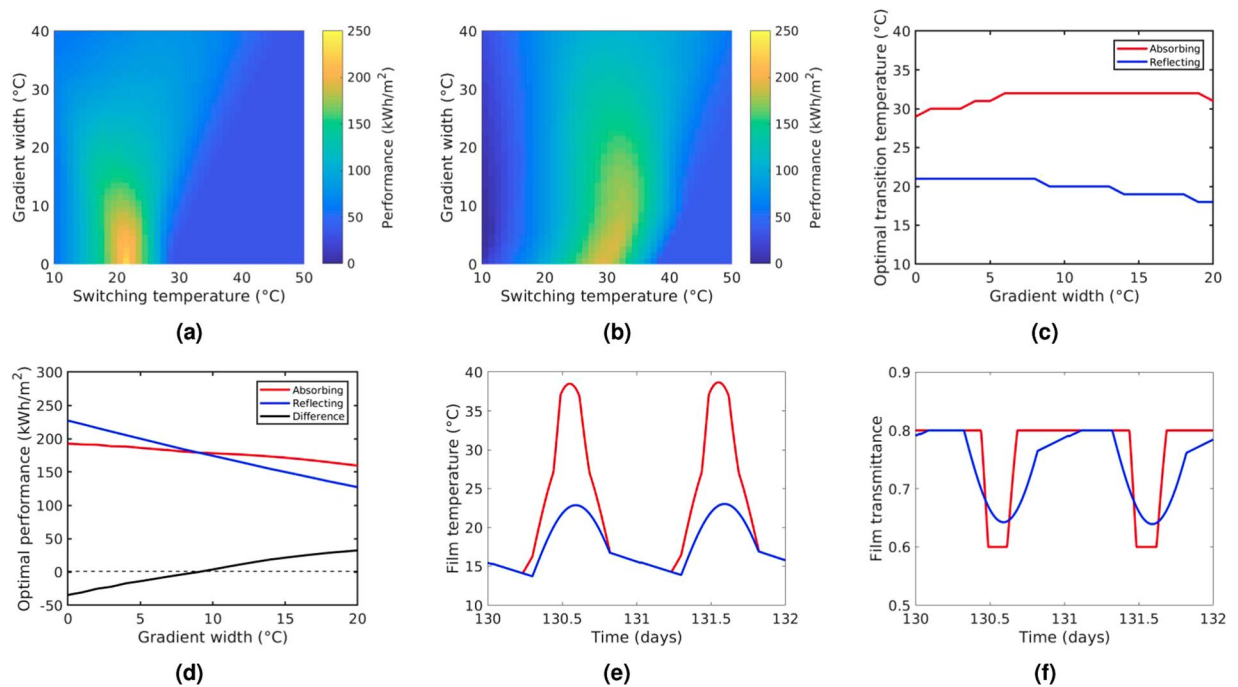 40
30
20
10
0
10 20 30 40 50
Gradient width (°C)
Switching temperature (°C)
250
200
150
100
50
0
Performance (kWh/m²)
(a)
40
30
20
10
0
10 20 30 40 50
Gradient width (°C)
Switching temperature (°C)
250
200
150
100
50
0
Performance (kWh/m²)
(b)
Optimal transition temperature (°C)
40
35
30
25
20
15
10
0 5 10 15 20
Gradient width (°C)
Absorbing
Reflecting
(c)
Optimal performance (kWh/m²)
300
250
200
150
100
50
0
-50
0 5 10 15 20
Gradient width (°C)
Absorbing
Reflecting
Difference
(d)
Film temperature (°C)
40
35
30
25
20
15
10
130 130.5 131 131.5 132
Time (days)
(e)
Film transmittance
0.9
0.8
0.7
0.6
0.5
130 130.5 131 131.5 132
Time (days)
(f)